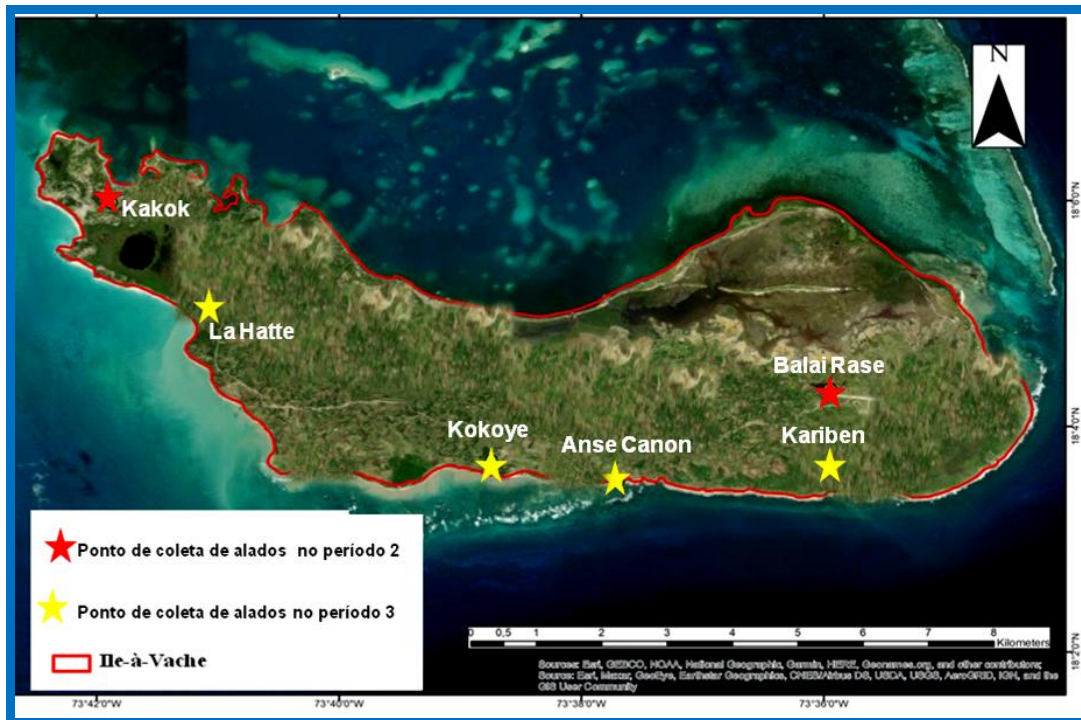 N
Kakok
18°6'0"N
La Hatte
Balai Rase
Kokoye
Anse Canon
Kariben
18°4'0"N
Ponto de coleta de alados no período 2
Ponto de coleta de alados no período 3
Ile-à-Vache
0 0,5 1 2 3 4 5 6 7 8
Kilometers
18°2'0"N
Sources: Esri, GEBCO, NOAA, National Geographic, Garmin, HERE, Geonames.org, and other contributors;
Source: Esri, Maxar, GeoEye, Earthstar Geographics, CNES/Airbus DS, USDA, USGS, AeroGRID, IGN, and the
GIS User Community
73°42'0"W 73°40'0"W 73°38'0"W 73°36'0"W